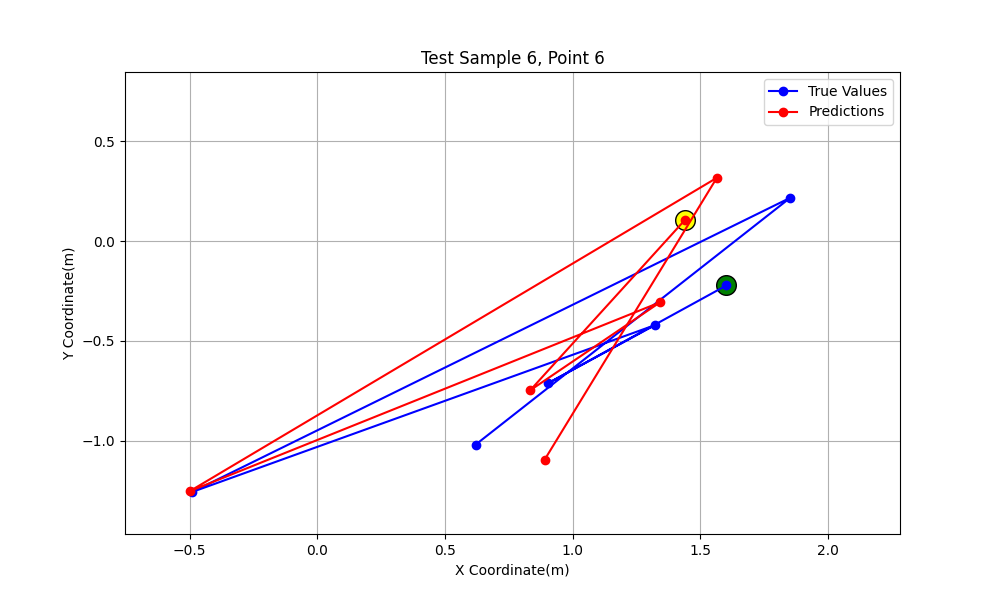 Test Sample 6, Point 6
True Values
Predictions
0.5
0.0
−0.5
−1.0
Y Coordinate(m)
−0.5
0.0
0.5
1.0
1.5
2.0
X Coordinate(m)